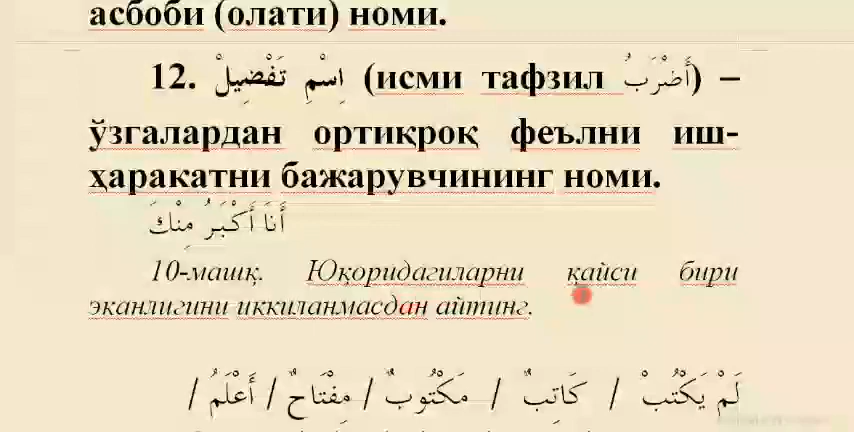 асбоби (олати) номи.
12. اِسْمِ تَفْضِيلْ (исми тафзил أَضْرَبُ) –
ўзгалардан ортиқроқ феълни иш-
ҳаракатни бажарувчининг номи.
أَنَا أَكْبَرُ مِنْكَ
10-машқ. Юқоридагиларни қайси бири
эканлигини иккиланмасдан айтинг.
لَمْ يَكْتُبْ / كَاتِبٌ / مَكْتُوبٌ / مِفْتَاحٌ / أَعْلَمُ /